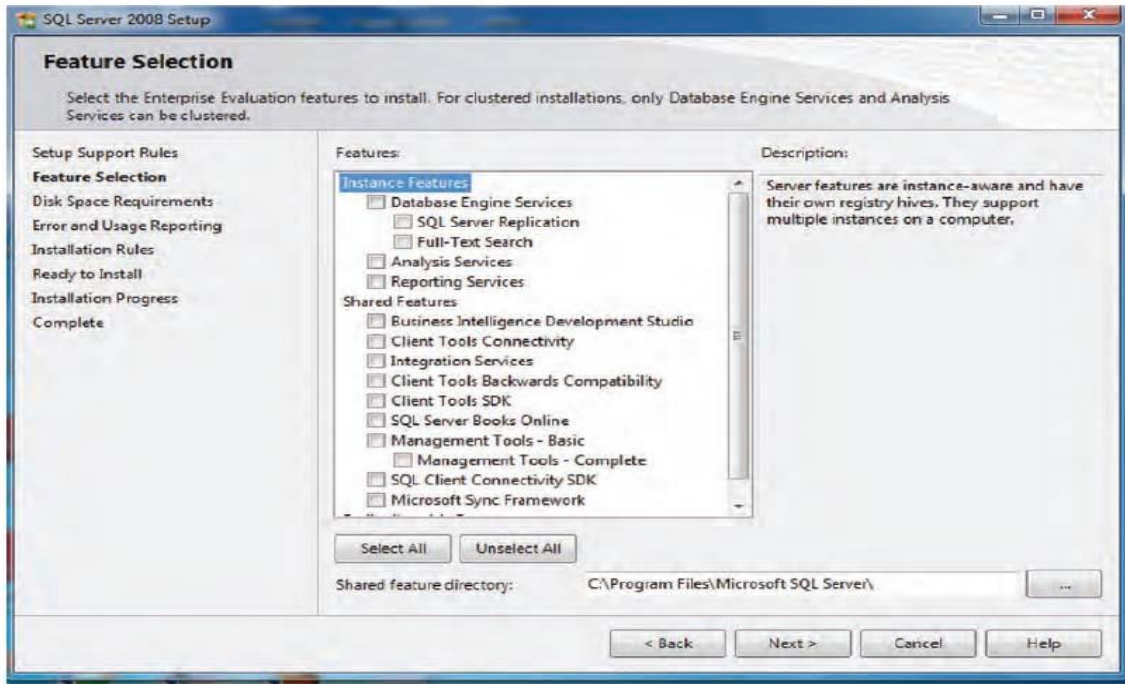 SQL Server 2008 Setup
Feature Selection
Select the Enterprise Evaluation features to install. For clustered installations, only Database Engine Services and Analysis
Services can be clustered.
Setup Support Rules
Feature Selection
Disk Space Requirements
Error and Usage Reporting
Installation Rules
Ready to Install
Installation Progress
Complete
Features:
Instance Features
Database Engine Services
SQL Server Replication
Full-Text Search
Analysis Services
Reporting Services
Shared Features
Business Intelligence Development Studio
Client Tools Connectivity
Integration Services
Client Tools Backwards Compatibility
Client Tools SDK
SQL Server Books Online
Management Tools - Basic
Management Tools - Complete
SQL Client Connectivity SDK
Microsoft Sync Framework
Description:
Server features are instance-aware and have
their own registry hives. They support
multiple instances on a computer.
Select All
Unselect All
Shared feature directory:
C:\Program Files\Microsoft SQL Server\
...
< Back
Next >
Cancel
Help